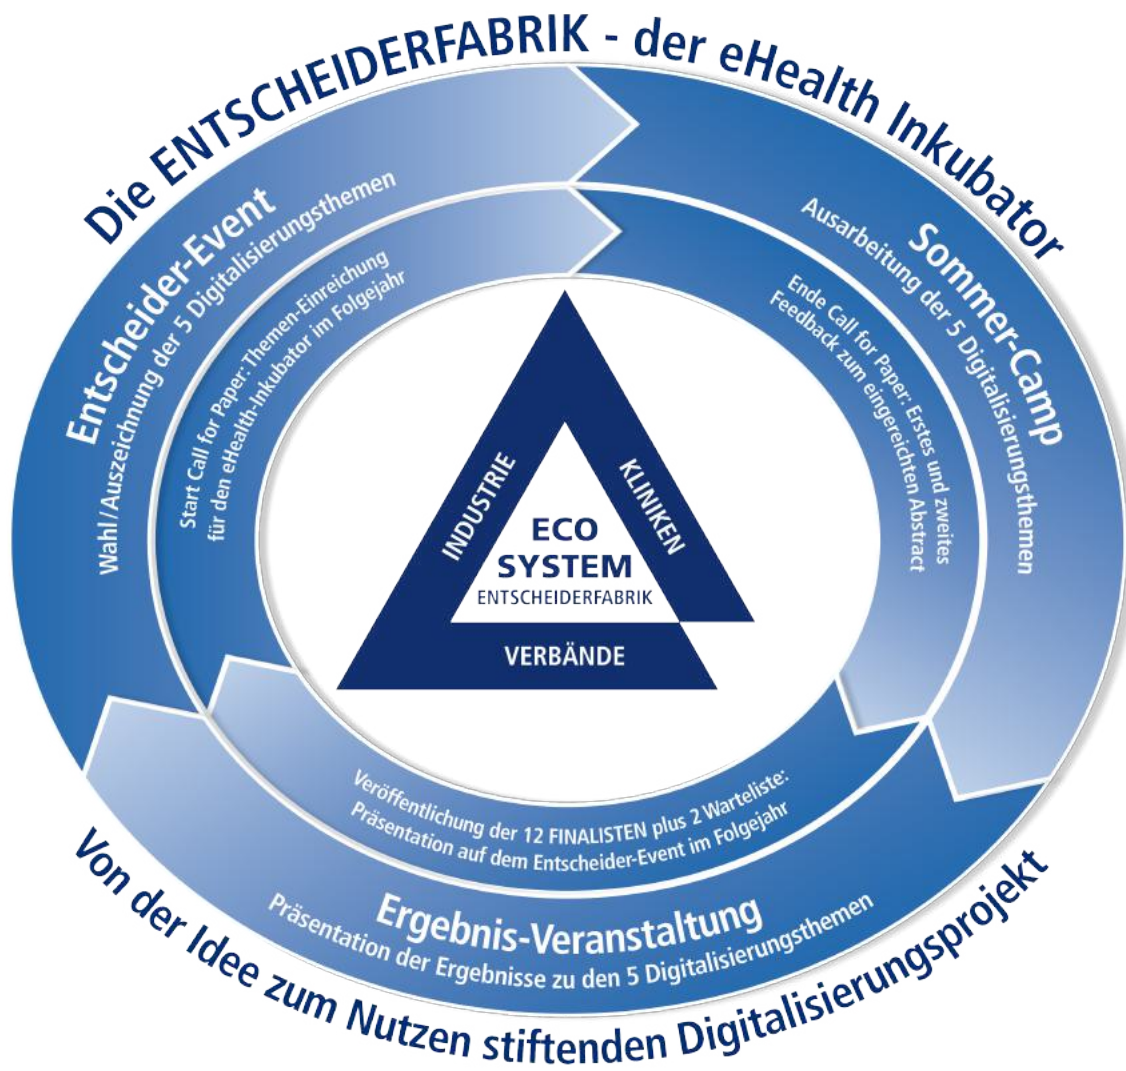 Die ENTSCHEIDERFABRIK - der eHealth Inkubator
Entscheider-Event
Wahl/Auszeichnung der 5 Digitalisierungsthemen
Start Call for Paper: Themen-Einreichung
für den eHealth-Inkubator im Folgejahr
Sommer-Camp
Ausarbeitung der 5 Digitalisierungsthemen
Ende Call for Paper: Erstes und zweites
Feedback zum eingereichten Abstract
INDUSTRIE
KLINIKEN
ECO
SYSTEM
ENTSCHEIDERFABRIK
VERBÄNDE
Veröffentlichung der 12 FINALISTEN plus 2 Warteliste:
Präsentation auf dem Entscheider-Event im Folgejahr
Ergebnis-Veranstaltung
Präsentation der Ergebnisse zu den 5 Digitalisierungsthemen
Von der Idee zum Nutzen stiftenden Digitalisierungsprojekt